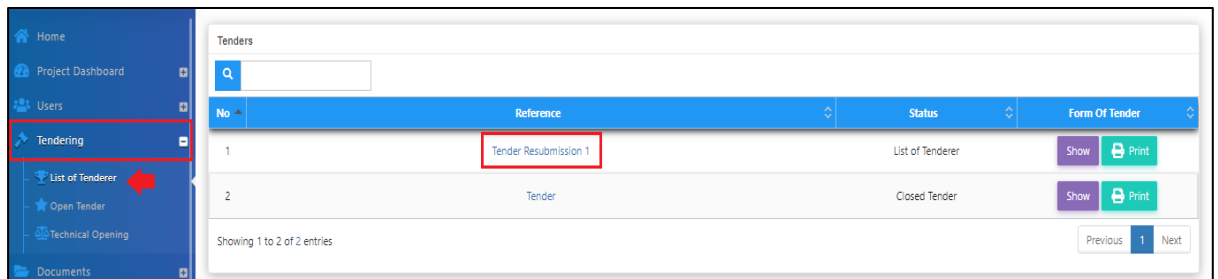 Home
Project Dashboard
Users
Tendering
List of Tenderer
Open Tender
Technical Opening
Documents
Tenders
No Reference Status Form Of Tender
1 Tender Resubmission 1 List of Tenderer Show Print
2 Tender Closed Tender Show Print
Showing 1 to 2 of 2 entries Previous 1 Next